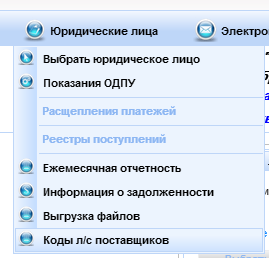 Юридические лица
Электро
Выбрать юридическое лицо
Показания ОДПУ
Расщепления платежей
Реестры поступлений
Ежемесячная отчетность
Информация о задолженности
Выгрузка файлов
Коды л/с поставщиков